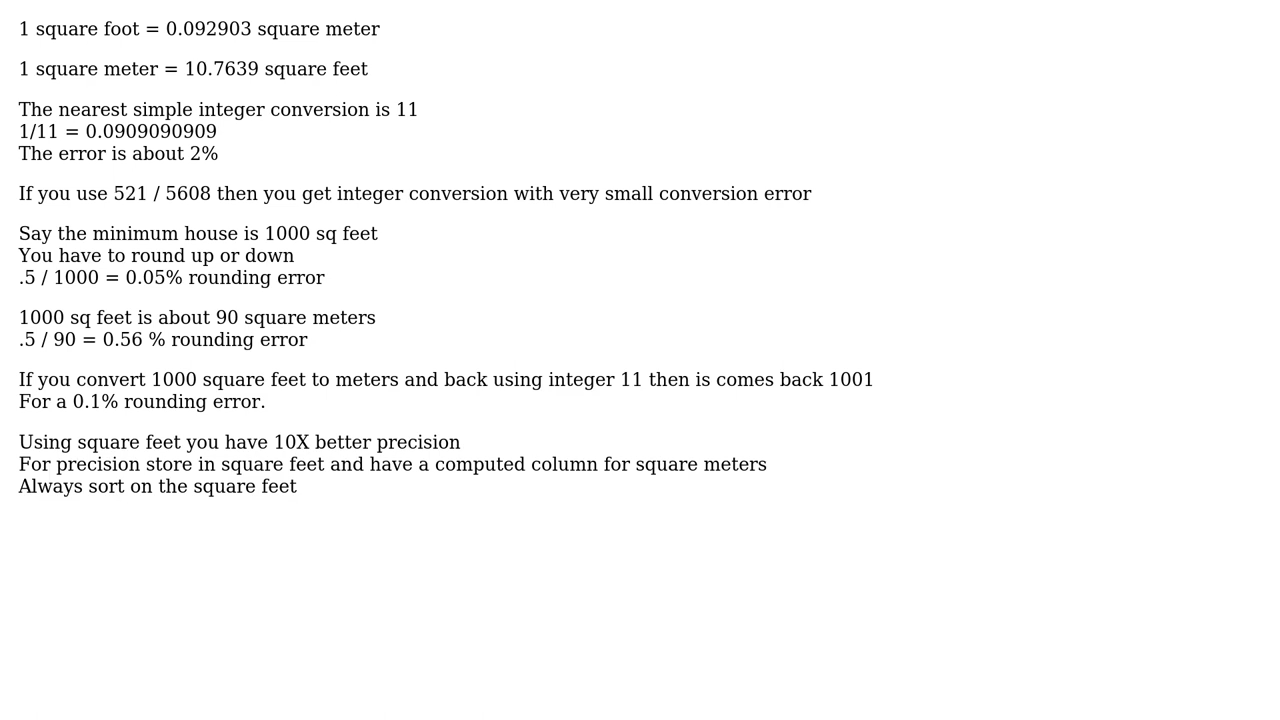 1 square foot = 0.092903 square meter
1 square meter = 10.7639 square feet
The nearest simple integer conversion is 11
1/11 = 0.0909090909
The error is about 2%
If you use 521 / 5608 then you get integer conversion with very small conversion error
Say the minimum house is 1000 sq feet
You have to round up or down
.5 / 1000 = 0.05% rounding error
1000 sq feet is about 90 square meters
.5 / 90 = 0.56 % rounding error
If you convert 1000 square feet to meters and back using integer 11 then is comes back 1001
For a 0.1% rounding error.
Using square feet you have 10X better precision
For precision store in square feet and have a computed column for square meters
Always sort on the square feet